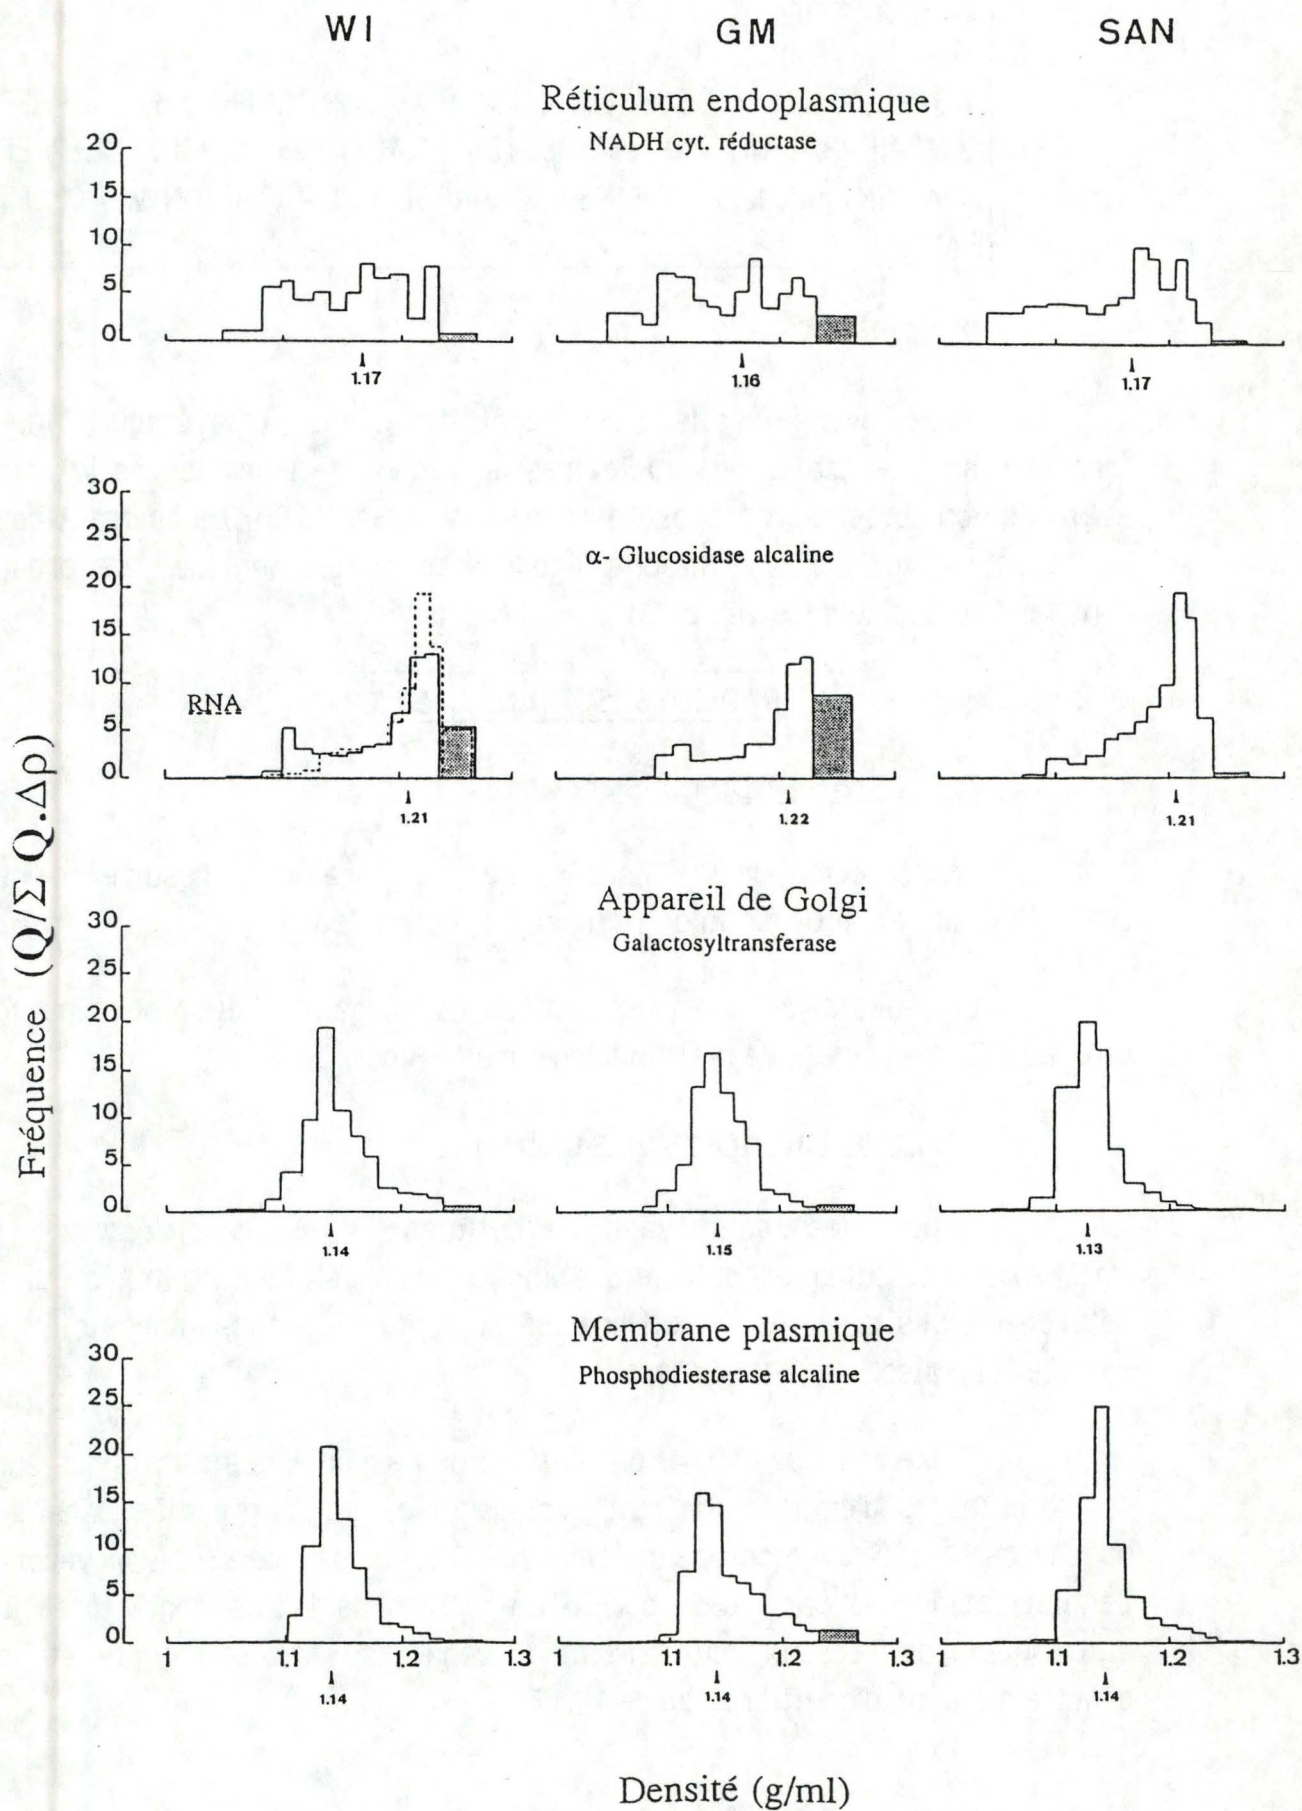 WI GM SAN
Réticulum endoplasmique
NADH cyt. réductase
20
15
10
5
0
1.17 1.16 1.17
30
25
20
15
10
5
0
α- Glucosidase alcaline
RNA
1.21 1.22 1.21
Appareil de Golgi
Galactosyltransferase
30
25
20
15
10
5
0
1.14 1.15 1.13
Membrane plasmique
Phosphodiesterase alcaline
30
25
20
15
10
5
0
1 1.1 1.2 1.3 1 1.1 1.2 1.3 1 1.1 1.2 1.3
1.14 1.14 1.14
Fréquence (Q/Σ Q.Δρ)
Densité (g/ml)